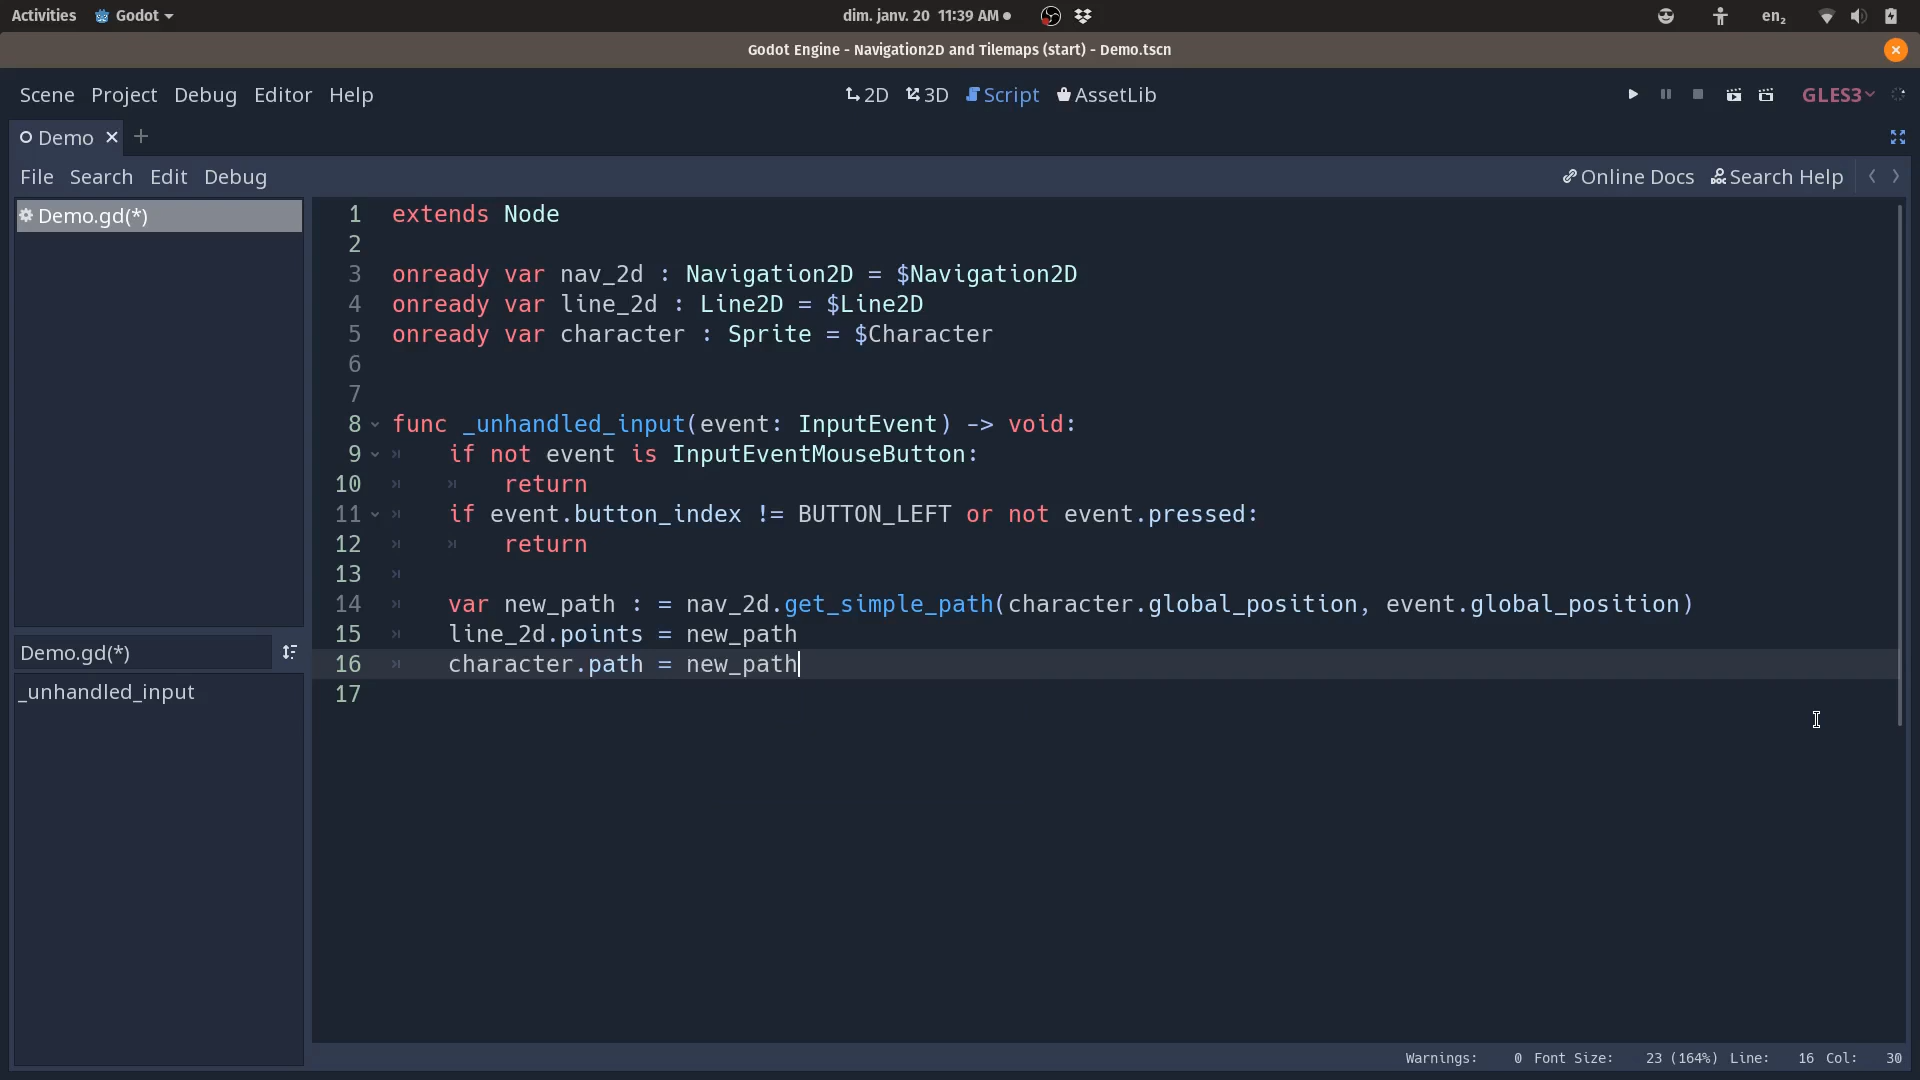 Activities Godot dim. janv. 20 11:39 AM en₂
Godot Engine - Navigation2D and Tilemaps (start) - Demo.tscn
Scene Project Debug Editor Help 2D 3D Script AssetLib GLES3
Demo
File Search Edit Debug Online Docs Search Help
Demo.gd(*)
Demo.gd(*)
_unhandled_input
1 extends Node
2
3 onready var nav_2d : Navigation2D = $Navigation2D
4 onready var line_2d : Line2D = $Line2D
5 onready var character : Sprite = $Character
6
7
8 func _unhandled_input(event: InputEvent) -> void:
9 if not event is InputEventMouseButton:
10 return
11 if event.button_index != BUTTON_LEFT or not event.pressed:
12 return
13
14 var new_path : = nav_2d.get_simple_path(character.global_position, event.global_position)
15 line_2d.points = new_path
16 character.path = new_path
17
Warnings: 0 Font Size: 23 (164%) Line: 16 Col: 30